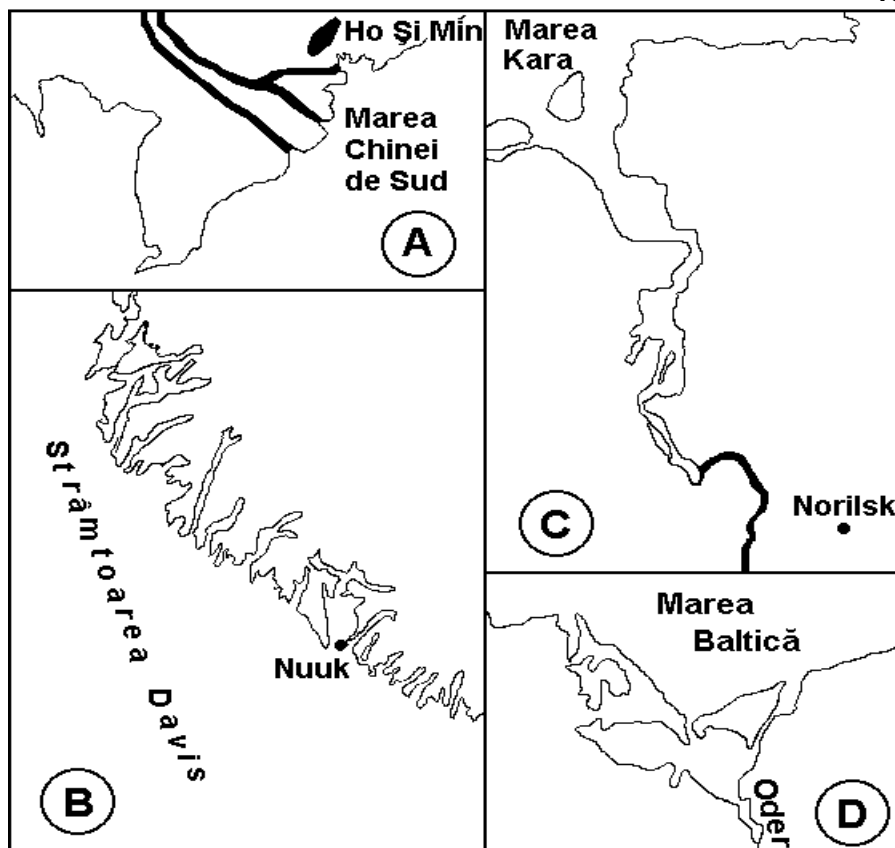 Ho Şi Mín
Marea
Chinei
de Sud
A
Marea
Kara
Norilsk
C
Strâmtoarea Davis
Nuuk
B
Marea
Baltică
Oder
D